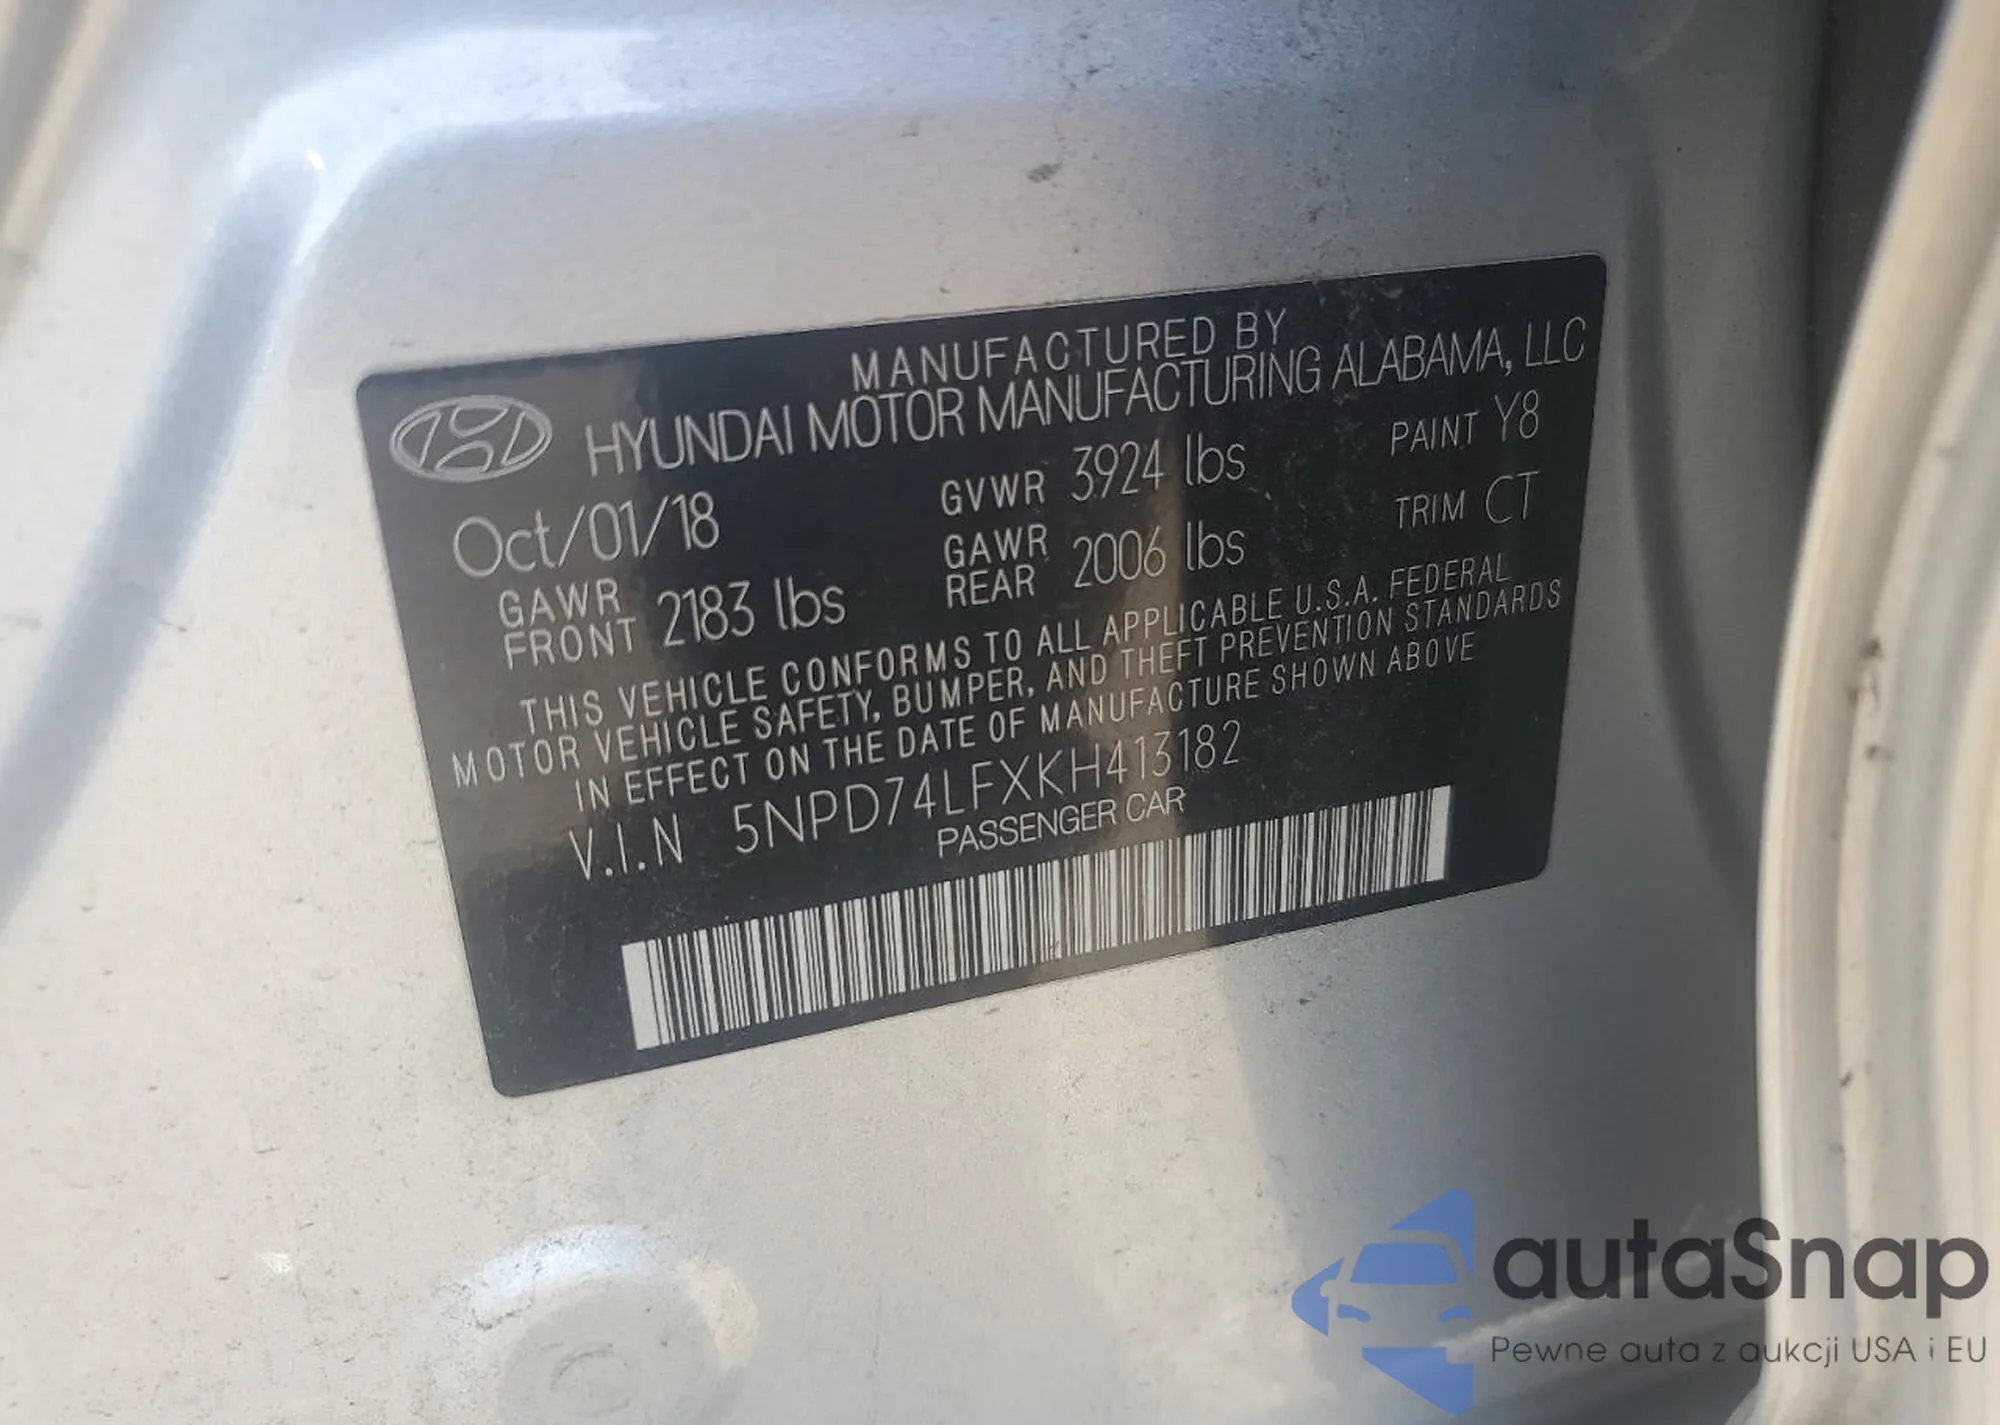 MANUFACTURED BY
HYUNDAI MOTOR MANUFACTURING ALABAMA, LLC
Oct/01/18 GVWR 3924 lbs PAINT Y8
GAWR FRONT 2183 lbs GAWR REAR 2006 lbs TRIM CT
THIS VEHICLE CONFORMS TO ALL APPLICABLE U.S.A. FEDERAL
MOTOR VEHICLE SAFETY, BUMPER, AND THEFT PREVENTION STANDARDS
IN EFFECT ON THE DATE OF MANUFACTURE SHOWN ABOVE
V.I.N 5NPD74LFXKH413182
PASSENGER CAR
autaSnap
Pewne auta z aukcji USA i EU